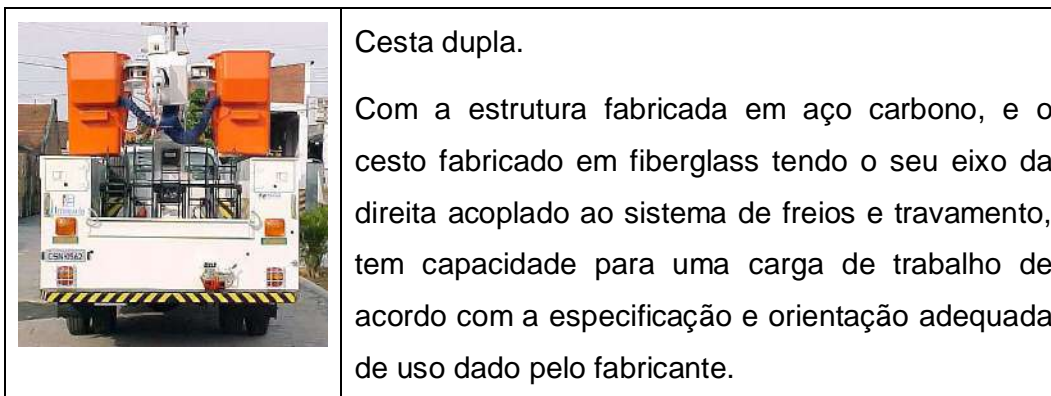 Cesta dupla.
Com a estrutura fabricada em aço carbono, e o
cesto fabricado em fiberglass tendo o seu eixo da
direita acoplado ao sistema de freios e travamento,
tem capacidade para uma carga de trabalho de
acordo com a especificação e orientação adequada
de uso dado pelo fabricante.